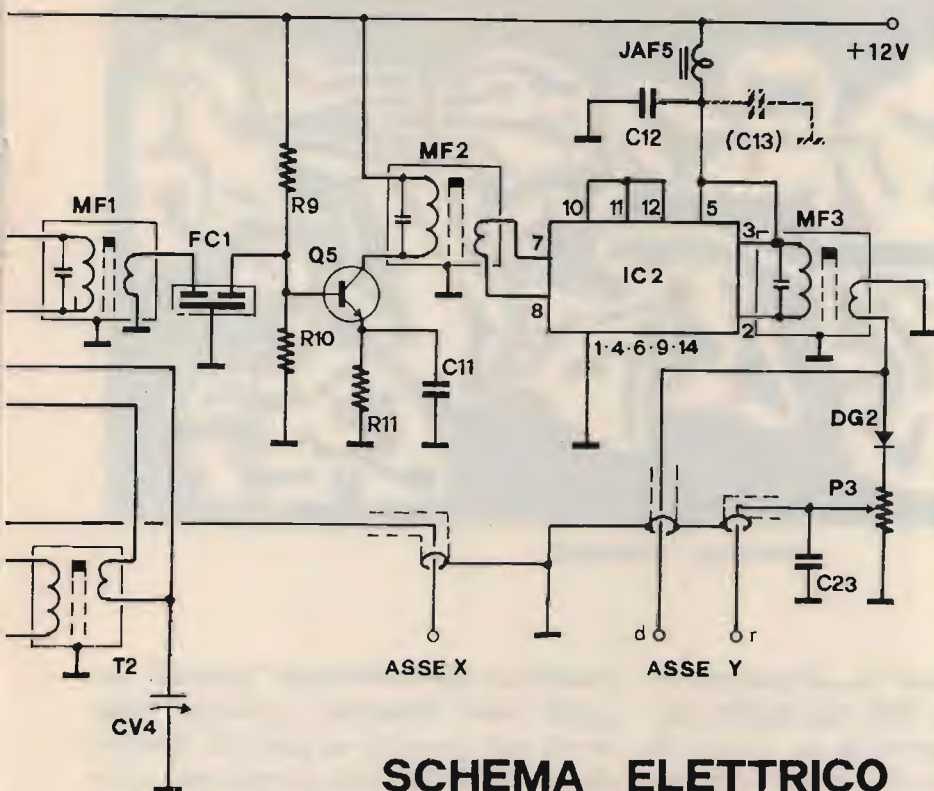 JAF5
+12V
C12
(C13)
MF2
MF1
R9
10
11
12
5
MF3
FC1
Q5
7
3
IC2
8
2
R10
1·4·6·9·14
C11
R11
DG2
P3
C23
d
r
T2
ASSE X
ASSE Y
CV4
SCHEMA ELETTRICO